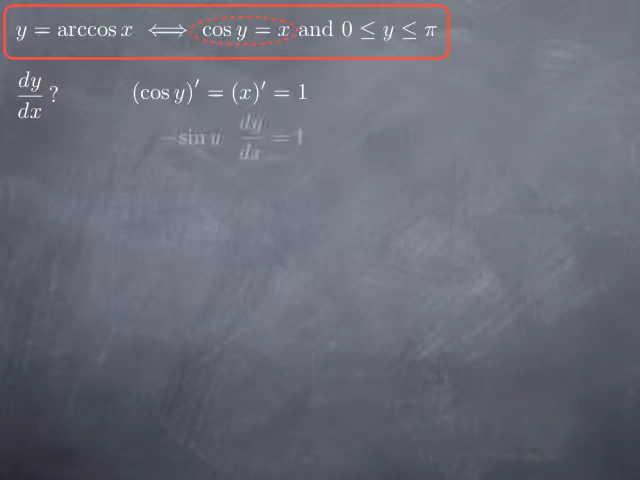 y = arccos x ⟺ cos y = x and 0 ≤ y ≤ π
dy/dx ? (cos y)′ = (x)′ = 1
−sin y dy/dx = 1